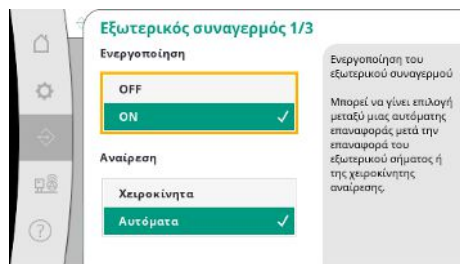 Εξωτερικός συναγερμός 1/3
Ενεργοποίηση
OFF
ON
Αναίρεση
Χειροκίνητα
Αυτόματα
Ενεργοποίηση του
εξωτερικού συναγερμού
Μπορεί να γίνει επιλογή
μεταξύ μιας αυτόματης
επαναφοράς μετά την
επαναφορά του
εξωτερικού σήματος ή
της χειροκίνητης
αναίρεσης.